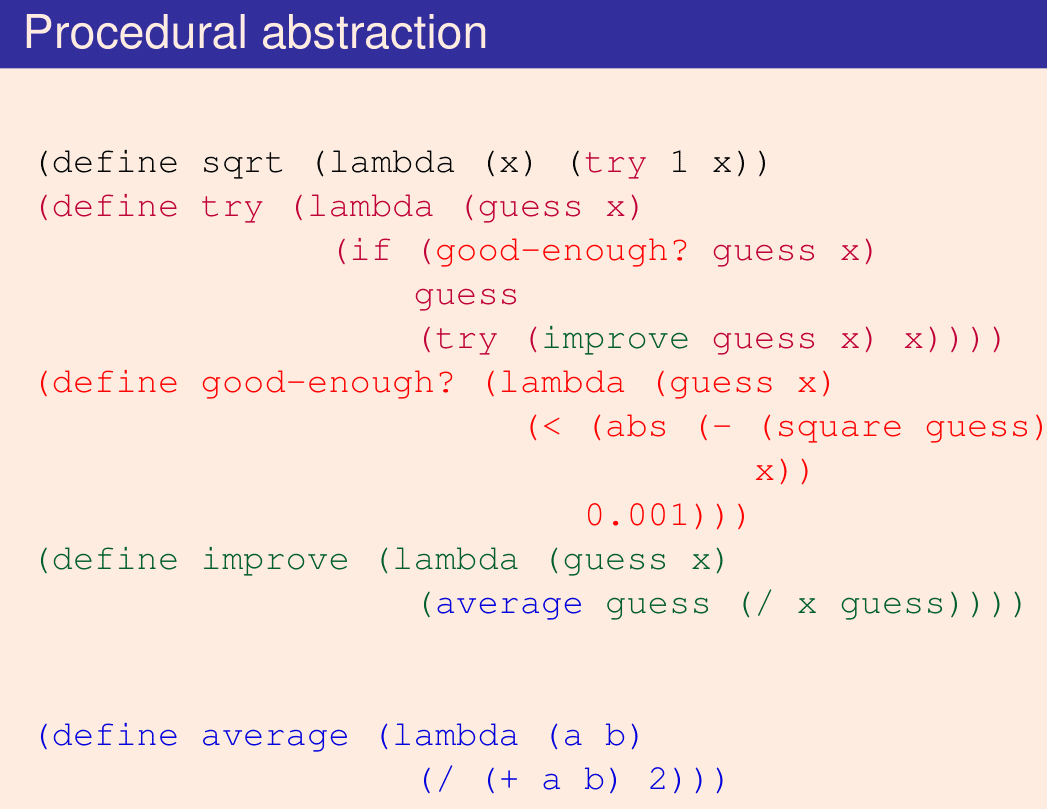 Procedural abstraction
(define sqrt (lambda (x) (try 1 x))
(define try (lambda (guess x)
(if (good-enough? guess x)
guess
(try (improve guess x) x))))
(define good-enough? (lambda (guess x)
(< (abs (- (square guess)
x))
0.001)))
(define improve (lambda (guess x)
(average guess (/ x guess))))
(define average (lambda (a b)
(/ (+ a b) 2)))